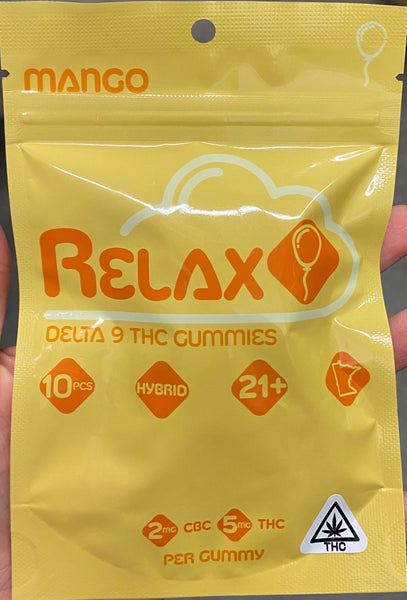 MANGO
RELAX
DELTA 9 THC GUMMIES
10 PCS HYBRID 21+
2mg CBC 5mg THC
THC
PER GUMMY